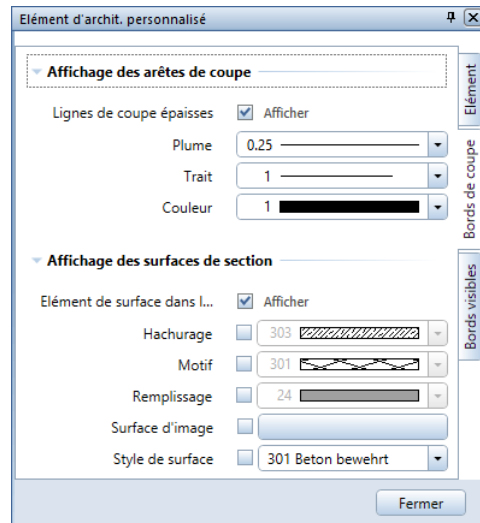 Elément d'archit. personnalisé
Affichage des arêtes de coupe
Lignes de coupe épaisses Afficher
Plume 0.25
Trait 1
Couleur 1
Affichage des surfaces de section
Elément de surface dans l... Afficher
Hachurage 303
Motif 301
Remplissage 24
Surface d'image
Style de surface 301 Beton bewehrt
Fermer
Elément
Bords de coupe
Bords visibles